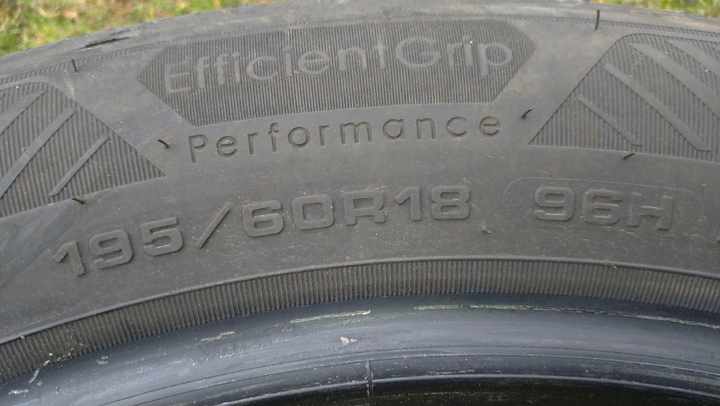 EfficientGrip
Performance
195/60R18 96H